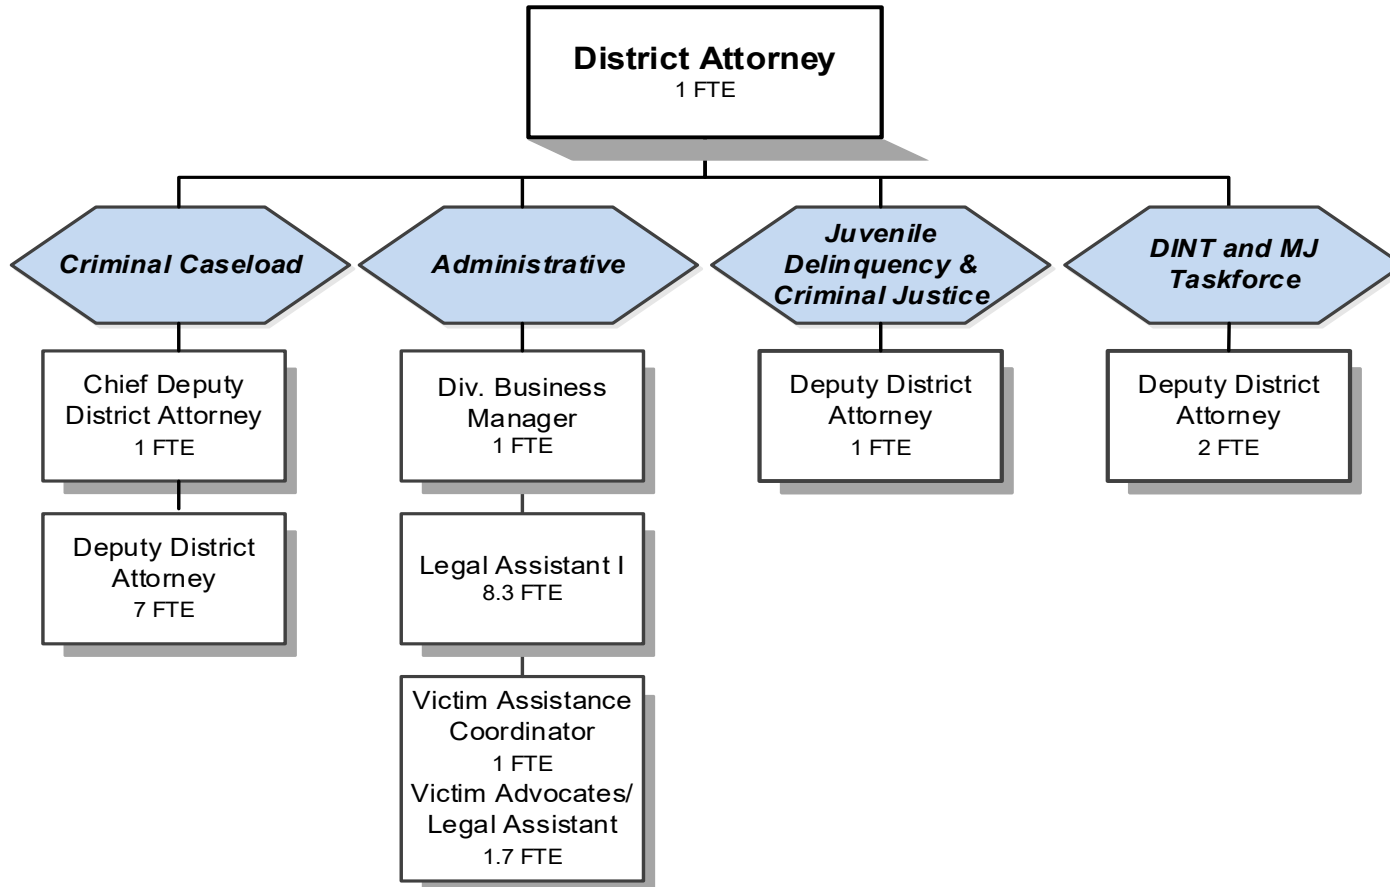 District Attorney
1 FTE
Criminal Caseload
Administrative
Juvenile
Delinquency &
Criminal Justice
DINT and MJ
Taskforce
Chief Deputy
District Attorney
1 FTE
Div. Business
Manager
1 FTE
Deputy District
Attorney
1 FTE
Deputy District
Attorney
2 FTE
Deputy District
Attorney
7 FTE
Legal Assistant I
8.3 FTE
Victim Assistance
Coordinator
1 FTE
Victim Advocates/
Legal Assistant
1.7 FTE